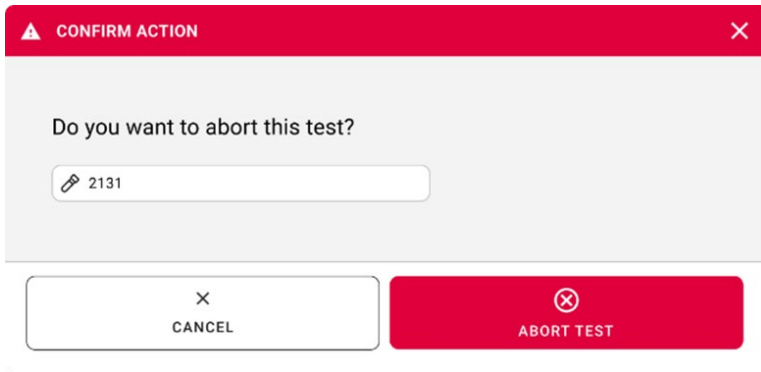 CONFIRM ACTION
Do you want to abort this test?
2131
CANCEL
ABORT TEST